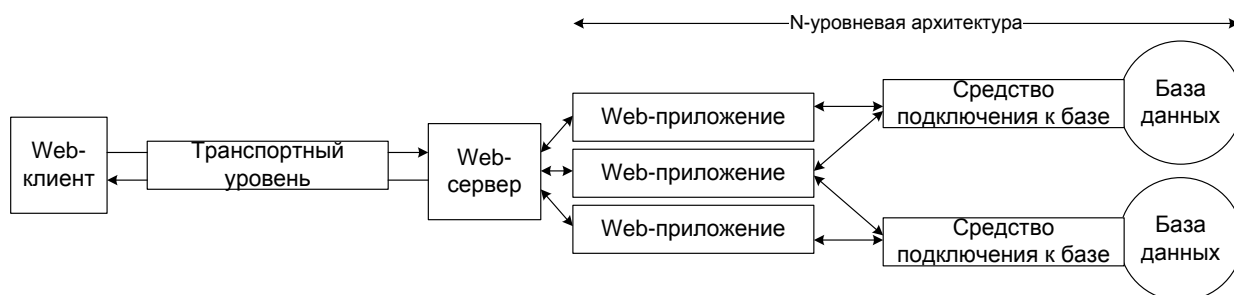 N-уровневая архитектура
Web-
клиент
Транспортный
уровень
Web-
сервер
Web-приложение
Web-приложение
Web-приложение
Средство
подключения к базе
База
данных
Средство
подключения к базе
База
данных